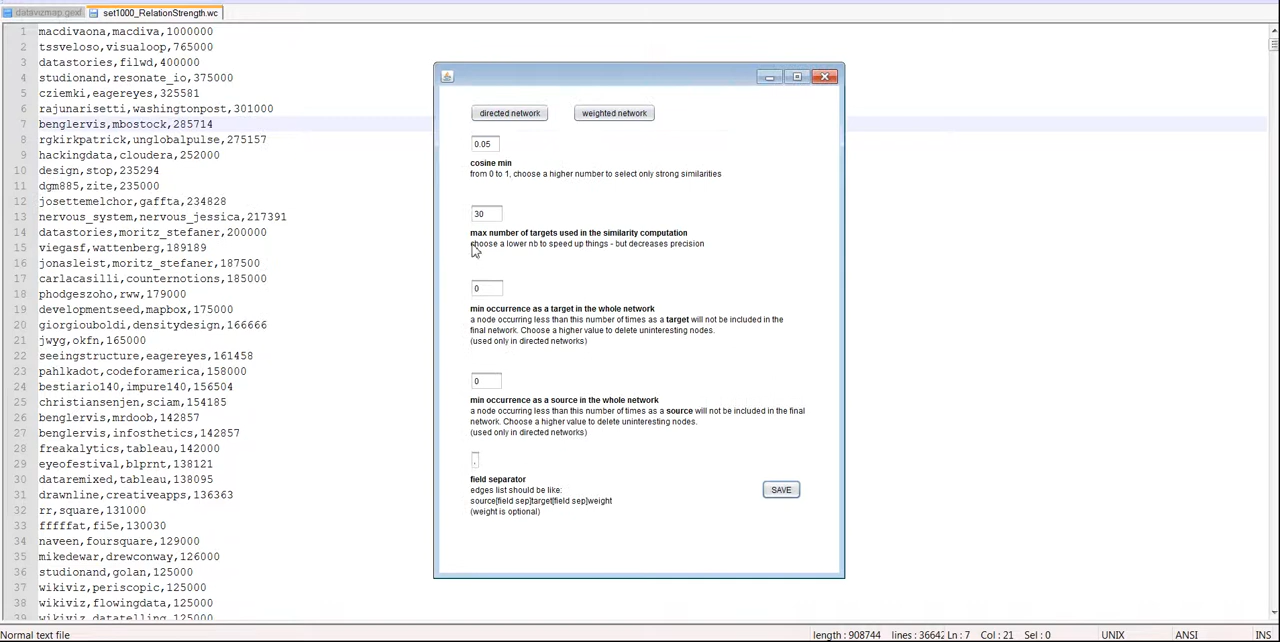 datavizmap.gexf
set1000_RelationStrength.wc
1 macdivaona,macdiva,1000000
2 tssveloso,visualoop,765000
3 datastories,filwd,400000
4 studionand,resonate_io,375000
5 cziemki,eagereyes,325581
6 rajunarisetti,washingtonpost,301000
7 benglervis,mbostock,285714
8 rgkirkpatrick,unglobalpulse,275157
9 hackingdata,cloudera,252000
10 design,stop,235294
11 dgm885,zite,235000
12 josettemelchor,gaffta,234828
13 nervous_system,nervous_jessica,217391
14 datastories,moritz_stefaner,200000
15 viegasf,wattenberg,189189
16 jonasleist,moritz_stefaner,187500
17 carlacasilli,counternotions,185000
18 phodgeszoho,rww,179000
19 developmentseed,mapbox,175000
20 giorgiouboldi,densitydesign,166666
21 jwyg,okfn,165000
22 seeingstructure,eagereyes,161458
23 pahlkadot,codeforamerica,158000
24 bestiario140,impure140,156504
25 christiansenjen,sciam,154185
26 benglervis,mrdoob,142857
27 benglervis,infosthetics,142857
28 freakalytics,tableau,142000
29 eyeofestival,blprnt,138121
30 dataremixed,tableau,138095
31 drawnline,creativeapps,136363
32 rr,square,131000
33 fffffat,fi5e,130030
34 naveen,foursquare,129000
35 mikedewar,drewconway,126000
36 studionand,golan,125000
37 wikiviz,periscopic,125000
38 wikiviz,flowingdata,125000
39 wikiviz,datatelling,125000
directed network
weighted network
0.05
cosine min
from 0 to 1, choose a higher number to select only strong similarities
30
max number of targets used in the similarity computation
choose a lower nb to speed up things - but decreases precision
0
min occurrence as a target in the whole network
a node occurring less than this number of times as a target will not be included in the
final network. Choose a higher value to delete uninteresting nodes.
(used only in directed networks)
0
min occurrence as a source in the whole network
a node occurring less than this number of times as a source will not be included in the final
network. Choose a higher value to delete uninteresting nodes.
(used only in directed networks)
,
field separator
edges list should be like:
source[field sep]target[field sep]weight
(weight is optional)
SAVE
Normal text file
length : 908744 lines : 36642
Ln : 7 Col : 21 Sel : 0
UNIX
ANSI
INS